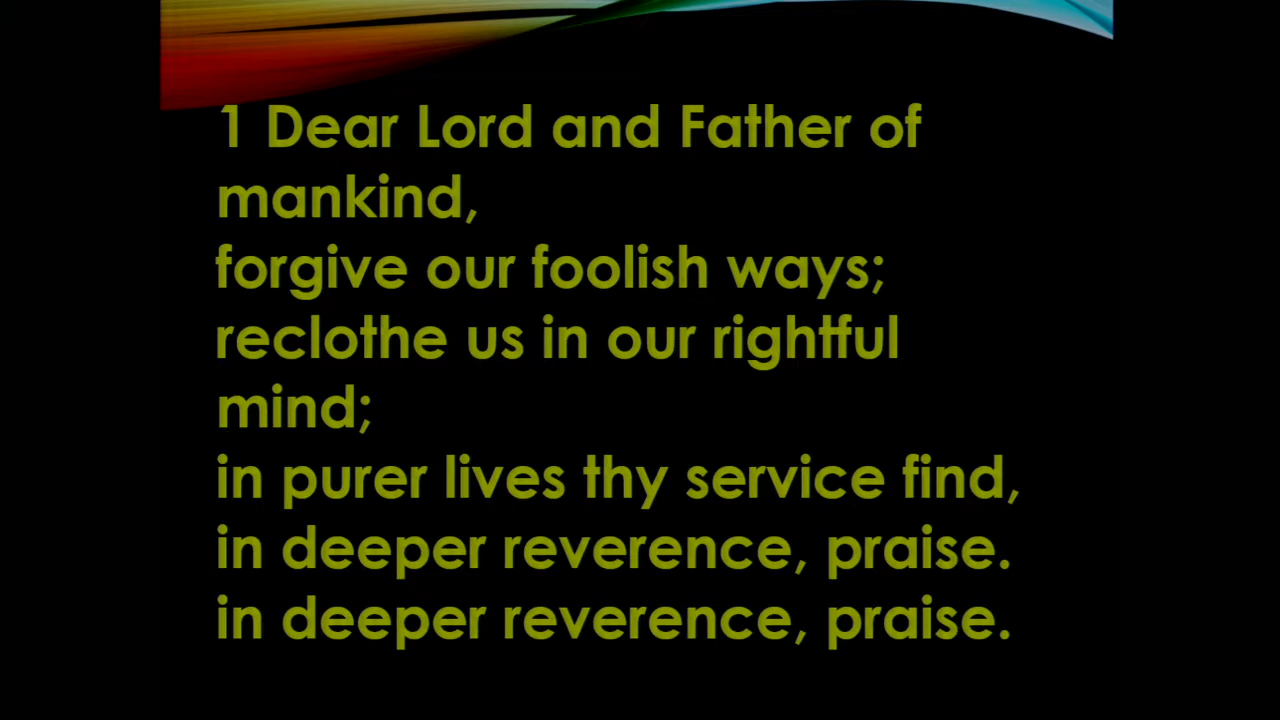 1 Dear Lord and Father of
mankind,
forgive our foolish ways;
reclothe us in our rightful
mind;
in purer lives thy service find,
in deeper reverence, praise.
in deeper reverence, praise.